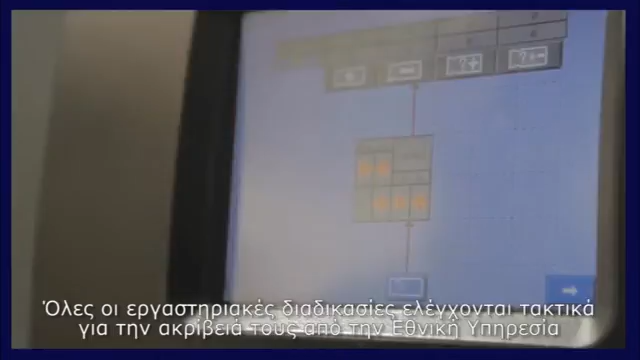 Όλες οι εργαστηριακές διαδικασίες ελέγχονται τακτικά
για την ακρίβειά τους από την Εθνική Υπηρεσία